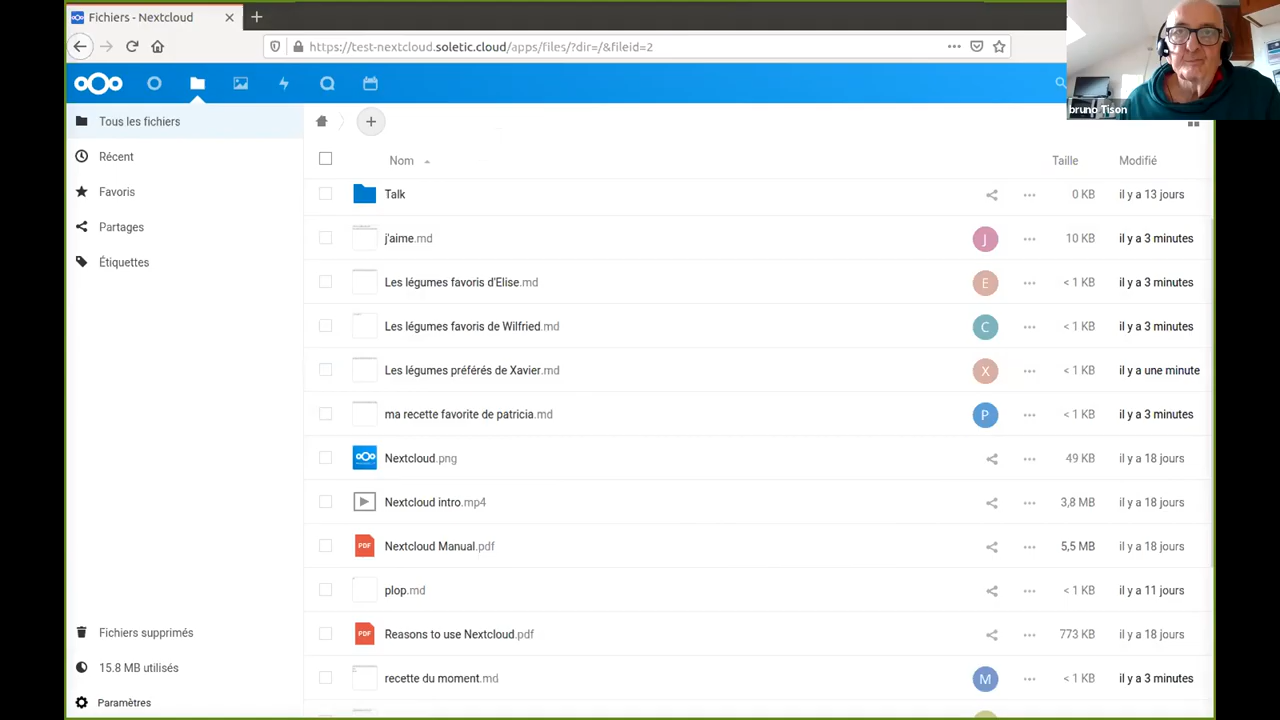 Fichiers - Nextcloud
https://test-nextcloud.soletic.cloud/apps/files/?dir=/&fileid=2
bruno Tison
Tous les fichiers
Récent
Favoris
Partages
Étiquettes
Nom Taille Modifié
Talk 0 KB il y a 13 jours
j'aime.md J 10 KB il y a 3 minutes
Les légumes favoris d'Elise.md E < 1 KB il y a 3 minutes
Les légumes favoris de Wilfried.md C < 1 KB il y a 3 minutes
Les légumes préférés de Xavier.md X < 1 KB il y a une minute
ma recette favorite de patricia.md P < 1 KB il y a 3 minutes
Nextcloud.png 49 KB il y a 18 jours
Nextcloud intro.mp4 3,8 MB il y a 18 jours
PDF Nextcloud Manual.pdf 5,5 MB il y a 18 jours
plop.md < 1 KB il y a 11 jours
PDF Reasons to use Nextcloud.pdf 773 KB il y a 18 jours
recette du moment.md M < 1 KB il y a 3 minutes
Fichiers supprimés
15.8 MB utilisés
Paramètres